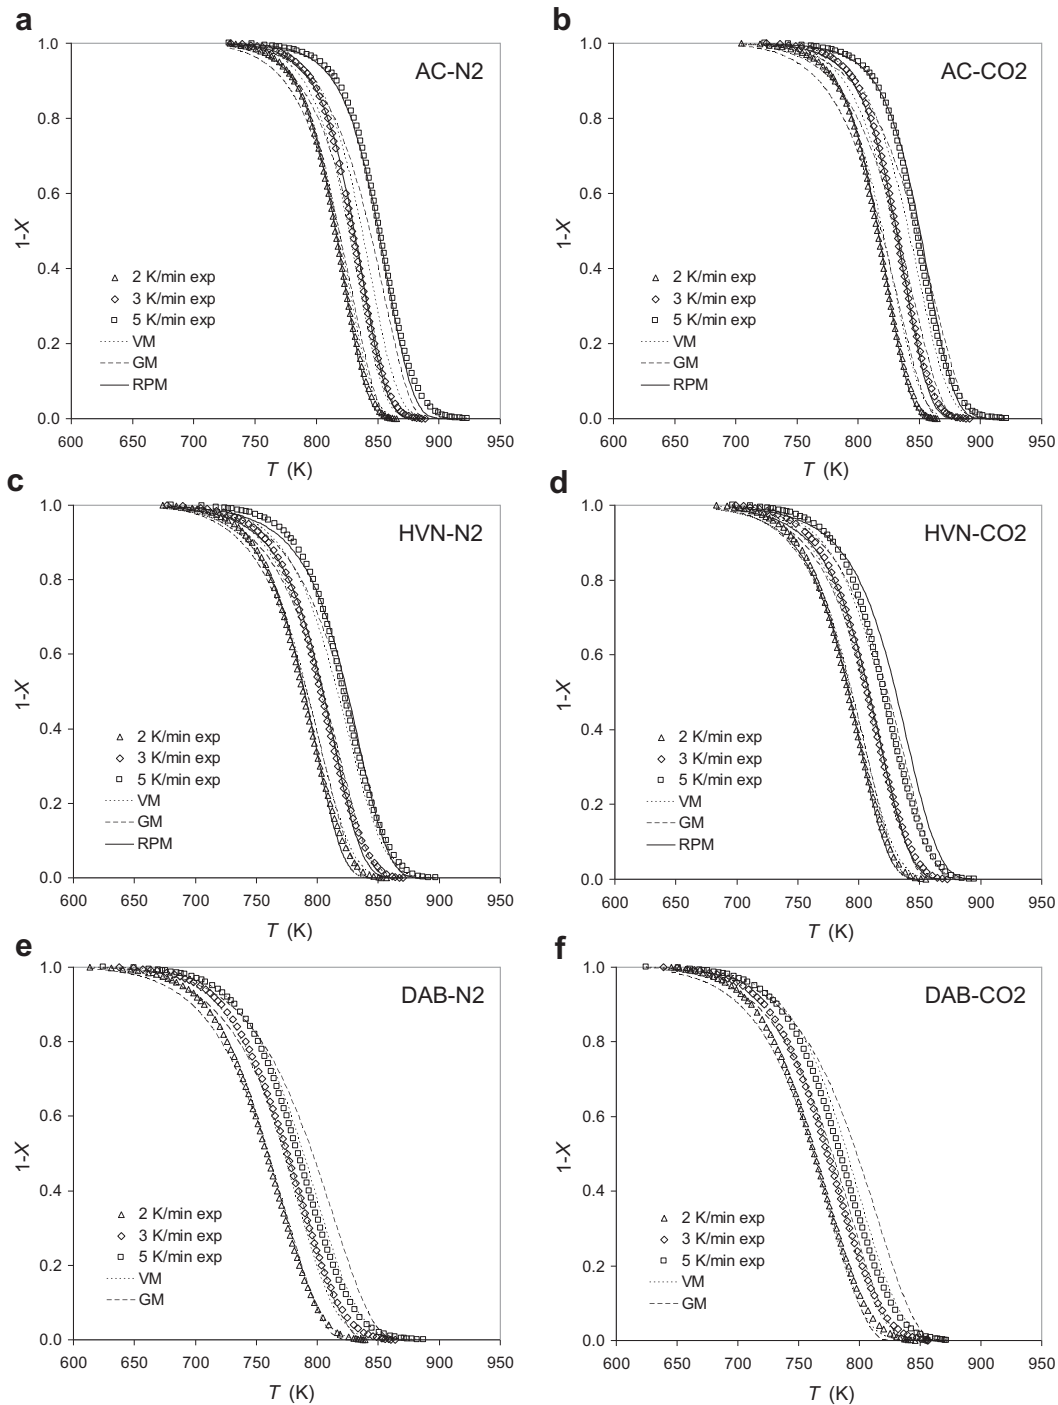 a
b
1.0
0.8
0.6
0.4
0.2
0.0
1-X
AC-N2
2 K/min exp
3 K/min exp
5 K/min exp
VM
GM
RPM
600 650 700 750 800 850 900 950
T (K)
1.0
0.8
0.6
0.4
0.2
0.0
1-X
AC-CO2
2 K/min exp
3 K/min exp
5 K/min exp
VM
GM
RPM
600 650 700 750 800 850 900 950
T (K)
c
d
1.0
0.8
0.6
0.4
0.2
0.0
1-X
HVN-N2
2 K/min exp
3 K/min exp
5 K/min exp
VM
GM
RPM
600 650 700 750 800 850 900 950
T (K)
1.0
0.8
0.6
0.4
0.2
0.0
1-X
HVN-CO2
2 K/min exp
3 K/min exp
5 K/min exp
VM
GM
RPM
600 650 700 750 800 850 900 950
T (K)
e
f
1.0
0.8
0.6
0.4
0.2
0.0
1-X
DAB-N2
2 K/min exp
3 K/min exp
5 K/min exp
VM
GM
600 650 700 750 800 850 900 950
T (K)
1.0
0.8
0.6
0.4
0.2
0.0
1-X
DAB-CO2
2 K/min exp
3 K/min exp
5 K/min exp
VM
GM
600 650 700 750 800 850 900 950
T (K)